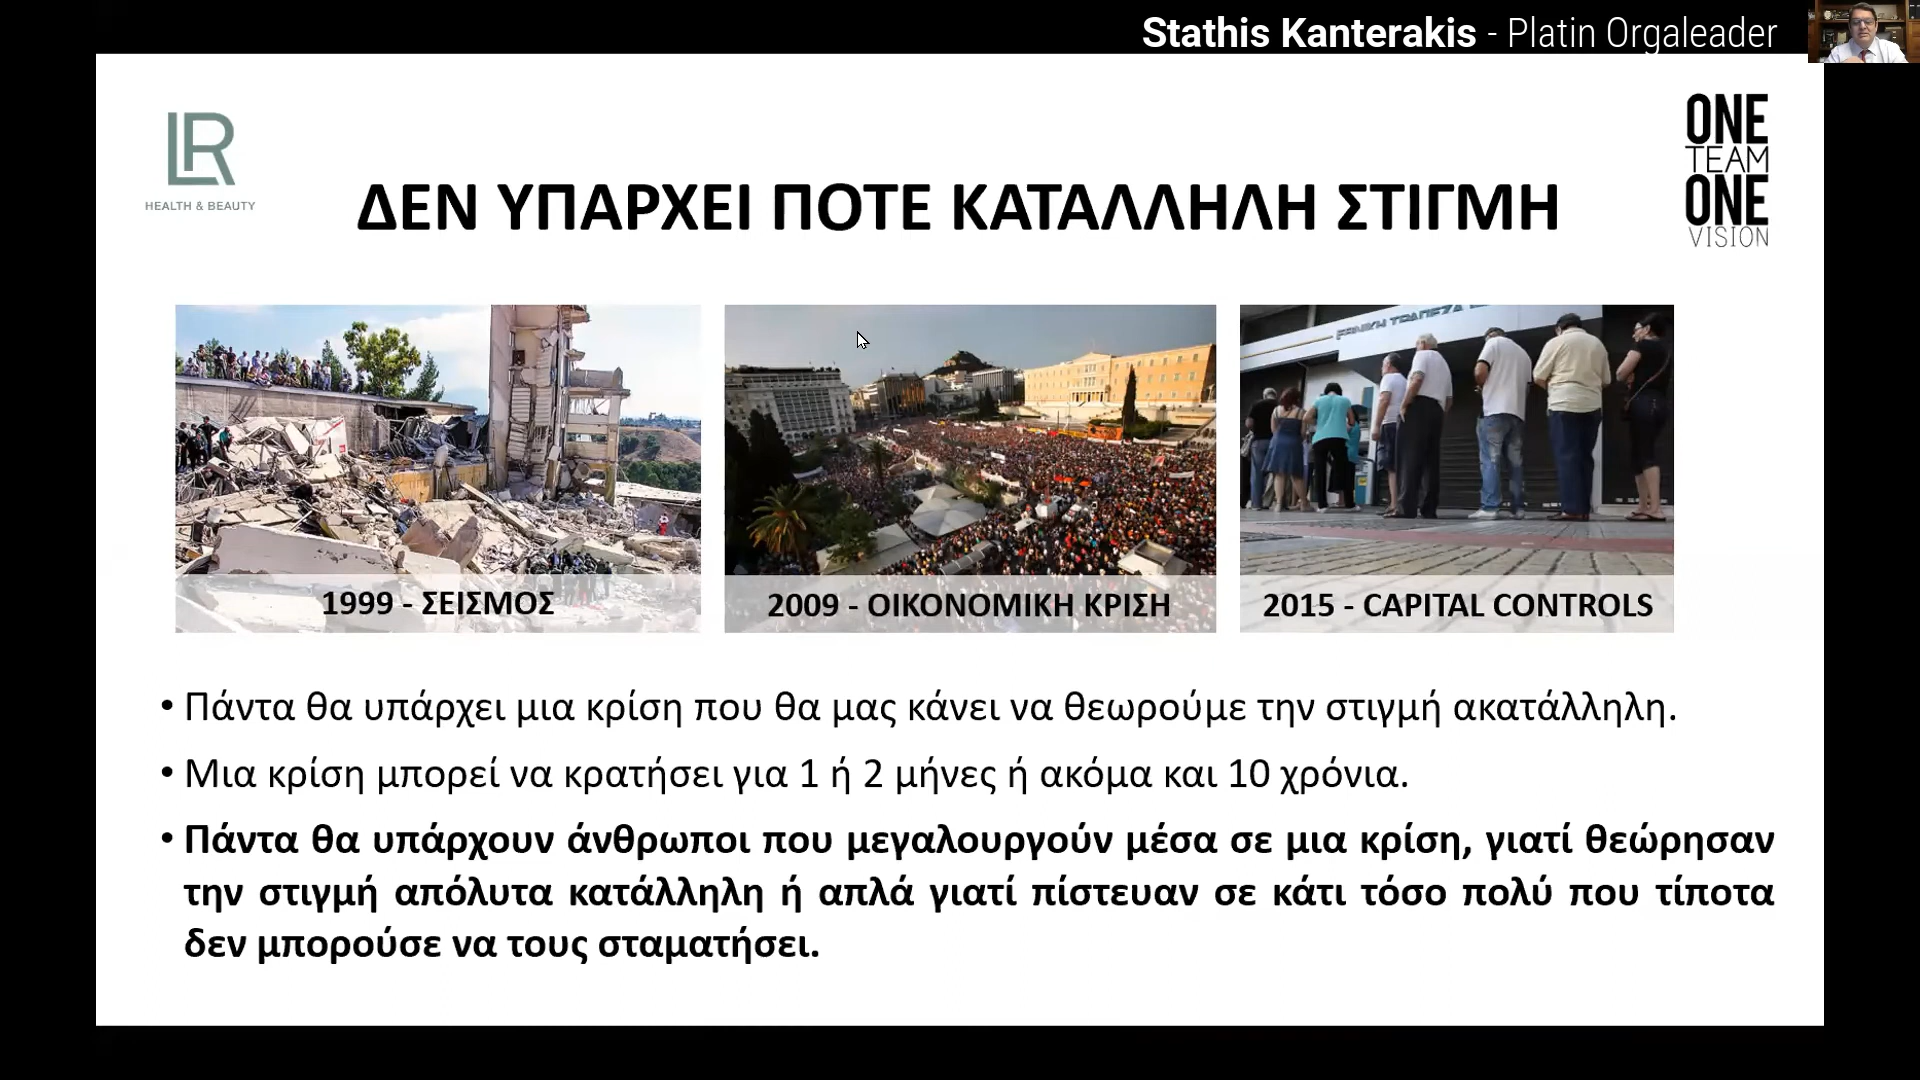 Stathis Kanterakis - Platin Orgaleader
LR
HEALTH & BEAUTY
ONE
TEAM
ONE
VISION
ΔΕΝ ΥΠΑΡΧΕΙ ΠΟΤΕ ΚΑΤΑΛΛΗΛΗ ΣΤΙΓΜΗ
ΕΘΝΙΚΗ ΤΡΑΠΕΖΑ
1999 - ΣΕΙΣΜΟΣ
2009 - ΟΙΚΟΝΟΜΙΚΗ ΚΡΙΣΗ
2015 - CAPITAL CONTROLS
• Πάντα θα υπάρχει μια κρίση που θα μας κάνει να θεωρούμε την στιγμή ακατάλληλη.
• Μια κρίση μπορεί να κρατήσει για 1 ή 2 μήνες ή ακόμα και 10 χρόνια.
• Πάντα θα υπάρχουν άνθρωποι που μεγαλουργούν μέσα σε μια κρίση, γιατί θεώρησαν
την στιγμή απόλυτα κατάλληλη ή απλά γιατί πίστευαν σε κάτι τόσο πολύ που τίποτα
δεν μπορούσε να τους σταματήσει.